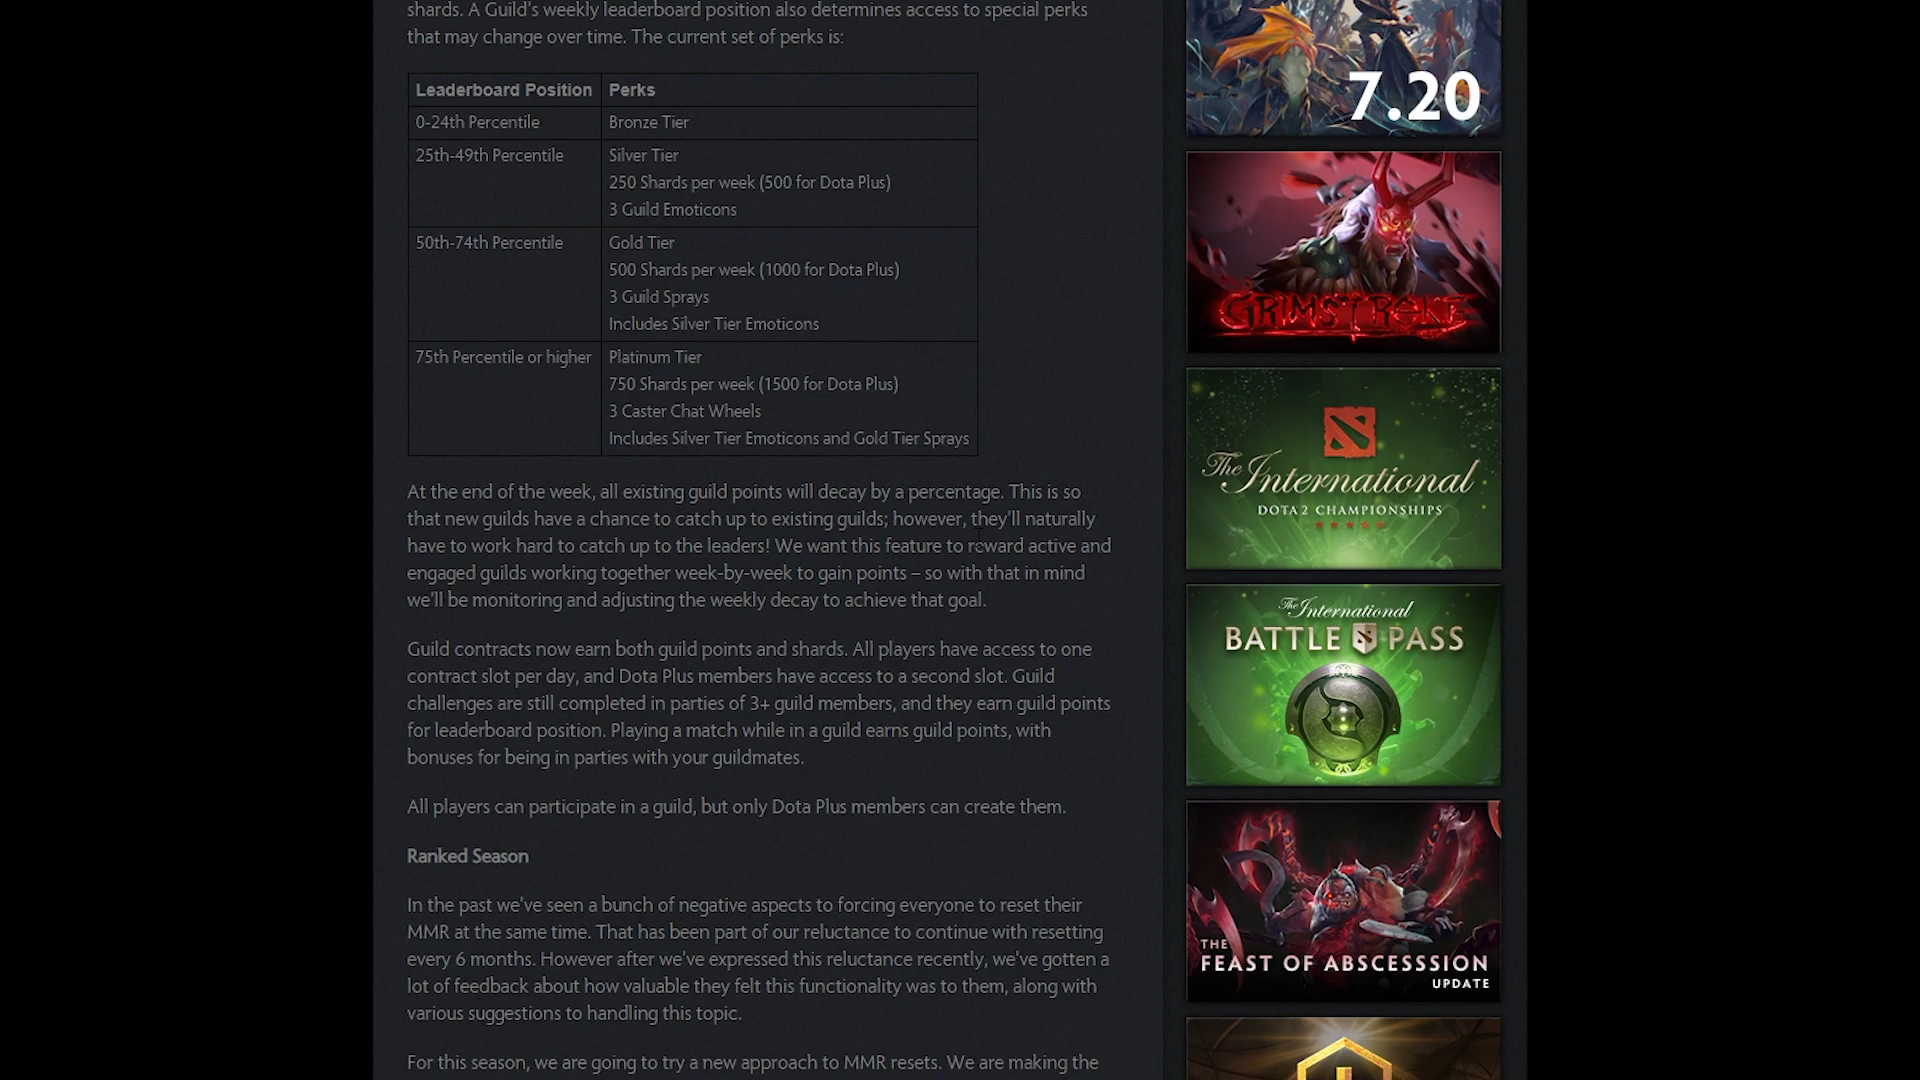 shards. A Guild's weekly leaderboard position also determines access to special perks
that may change over time. The current set of perks is:
Leaderboard Position Perks
0-24th Percentile Bronze Tier
25th-49th Percentile Silver Tier
250 Shards per week (500 for Dota Plus)
3 Guild Emoticons
50th-74th Percentile Gold Tier
500 Shards per week (1000 for Dota Plus)
3 Guild Sprays
Includes Silver Tier Emoticons
75th Percentile or higher Platinum Tier
750 Shards per week (1500 for Dota Plus)
3 Caster Chat Wheels
Includes Silver Tier Emoticons and Gold Tier Sprays
At the end of the week, all existing guild points will decay by a percentage. This is so
that new guilds have a chance to catch up to existing guilds; however, they'll naturally
have to work hard to catch up to the leaders! We want this feature to reward active and
engaged guilds working together week-by-week to gain points – so with that in mind
we'll be monitoring and adjusting the weekly decay to achieve that goal.
Guild contracts now earn both guild points and shards. All players have access to one
contract slot per day, and Dota Plus members have access to a second slot. Guild
challenges are still completed in parties of 3+ guild members, and they earn guild points
for leaderboard position. Playing a match while in a guild earns guild points, with
bonuses for being in parties with your guildmates.
All players can participate in a guild, but only Dota Plus members can create them.
Ranked Season
In the past we've seen a bunch of negative aspects to forcing everyone to reset their
MMR at the same time. That has been part of our reluctance to continue with resetting
every 6 months. However after we've expressed this reluctance recently, we've gotten a
lot of feedback about how valuable they felt this functionality was to them, along with
various suggestions to handling this topic.
For this season, we are going to try a new approach to MMR resets. We are making the
7.20
GRIMSTROKE
The International
DOTA 2 CHAMPIONSHIPS
The International
BATTLE PASS
THE
FEAST OF ABSCESSSION
UPDATE